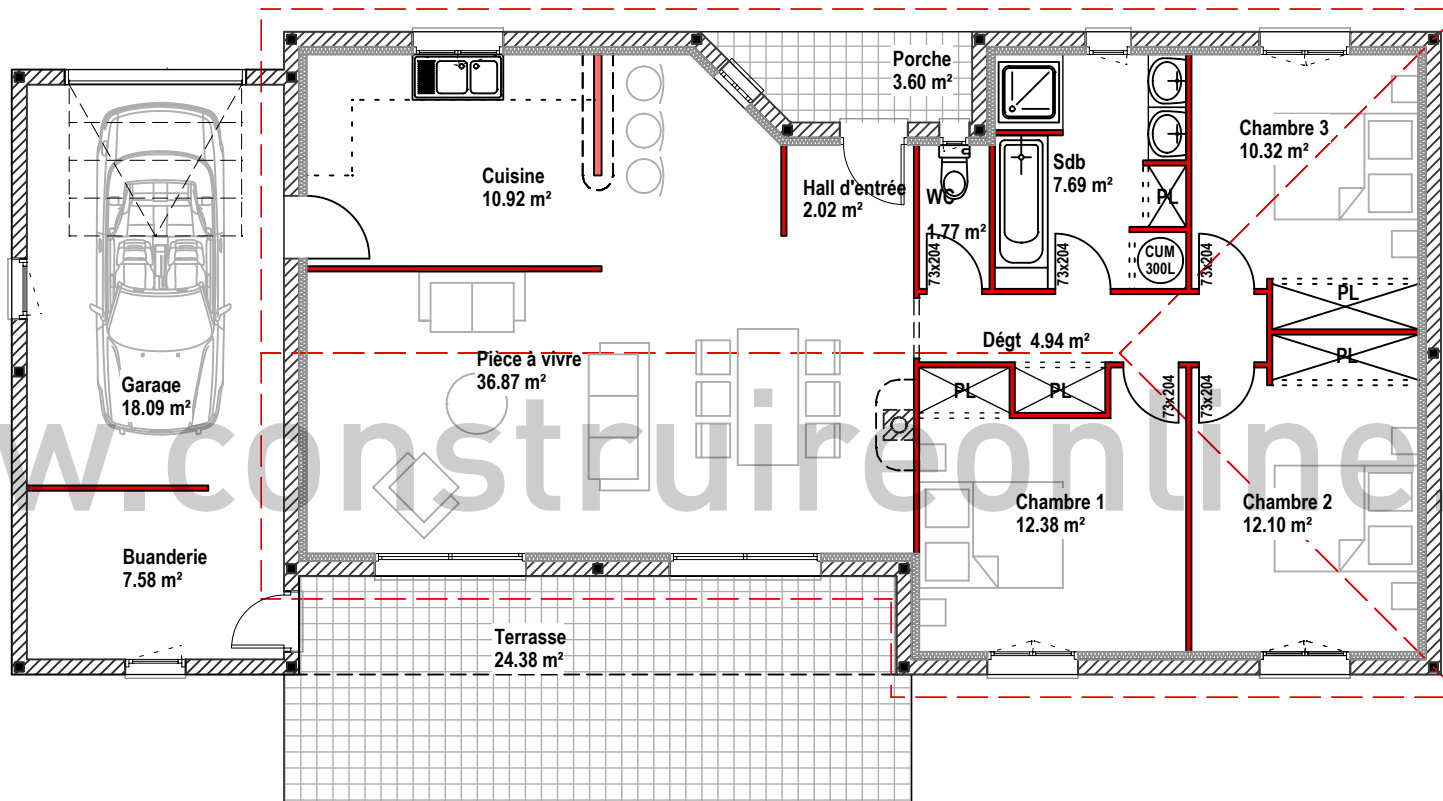 Porche
3.60 m²
Cuisine
10.92 m²
Hall d'entrée
2.02 m²
WC
1.77 m²
Sdb
7.69 m²
PL
CUM
300L
Chambre 3
10.32 m²
73x204
73x204
73x204
PL
Dégt 4.94 m²
PL
PL
PL
73x204
73x204
Pièce à vivre
36.87 m²
Garage
18.09 m²
w.construireonline
Chambre 1
12.38 m²
Chambre 2
12.10 m²
Buanderie
7.58 m²
Terrasse
24.38 m²